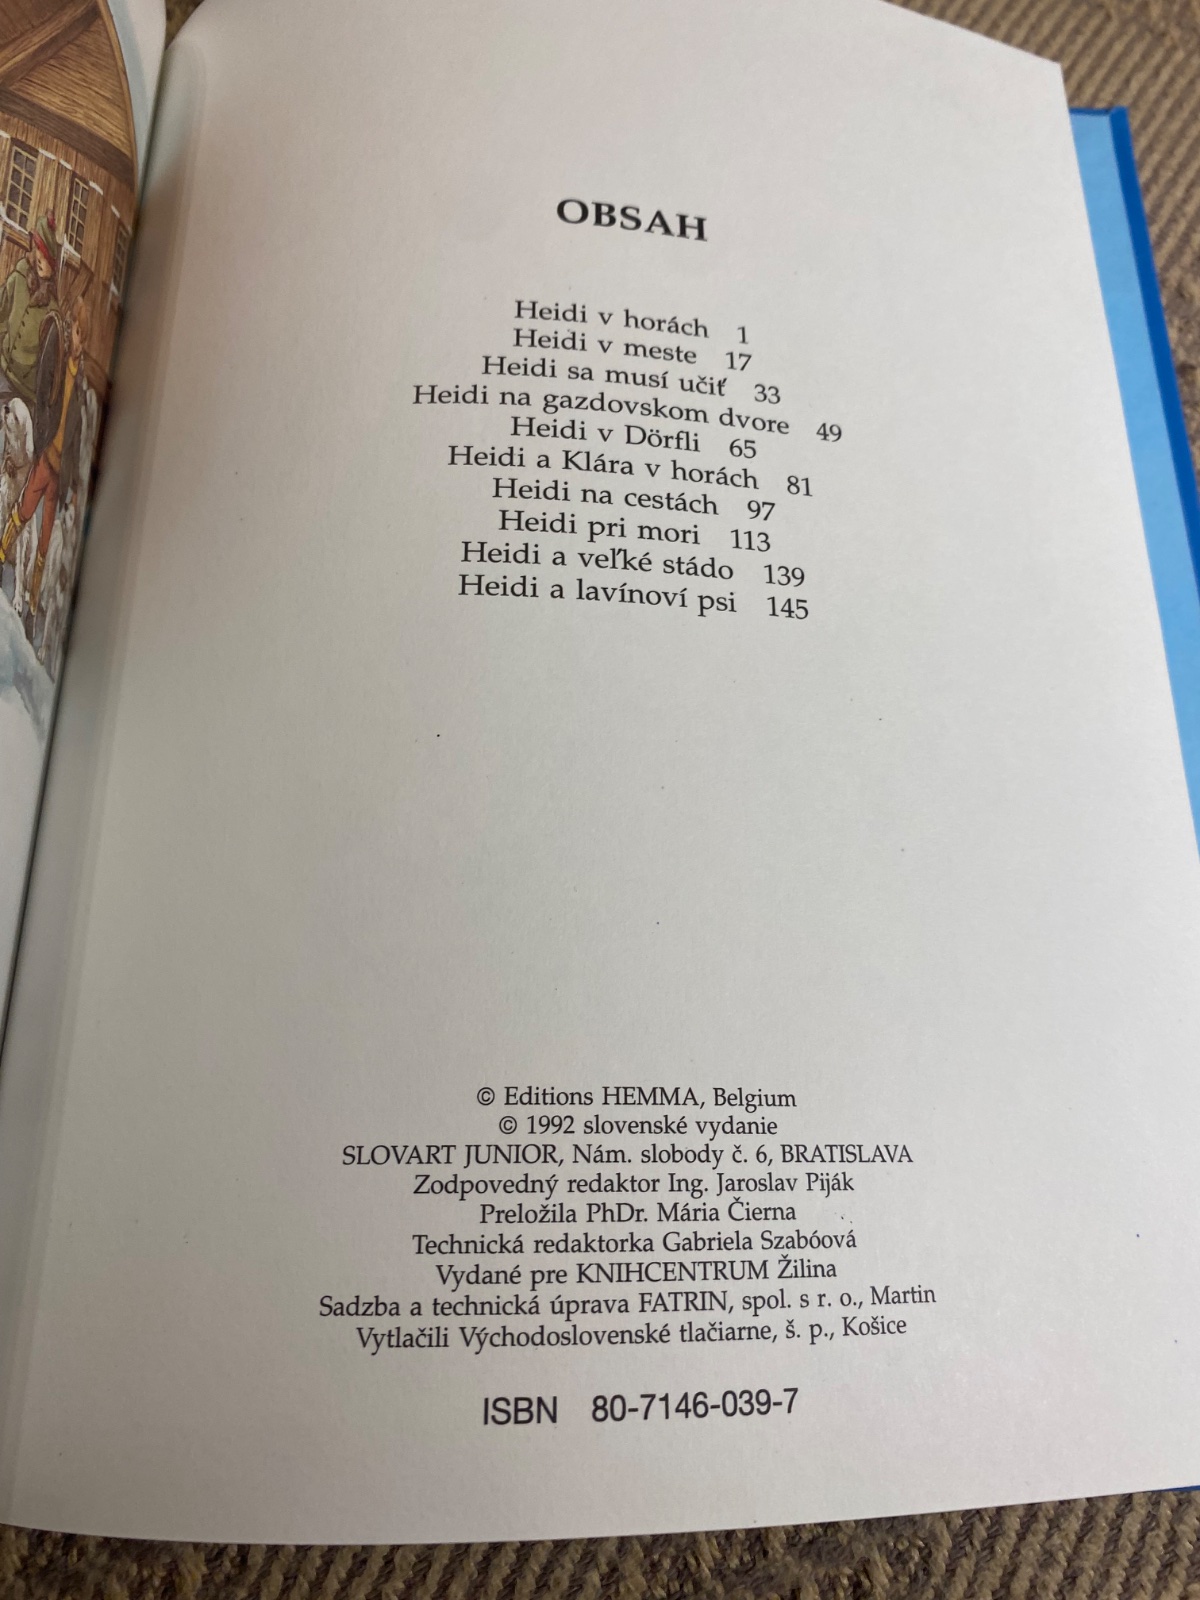 OBSAH
Heidi v horách 1
Heidi v meste 17
Heidi sa musí učiť 33
Heidi na gazdovskom dvore 49
Heidi v Dörfli 65
Heidi a Klára v horách 81
Heidi na cestách 97
Heidi pri mori 113
Heidi a veľké stádo 139
Heidi a lavínoví psi 145
© Editions HEMMA, Belgium
© 1992 slovenské vydanie
SLOVART JUNIOR, Nám. slobody č. 6, BRATISLAVA
Zodpovedný redaktor Ing. Jaroslav Piják
Preložila PhDr. Mária Čierna
Technická redaktorka Gabriela Szabóová
Vydané pre KNIHCENTRUM Žilina
Sadzba a technická úprava FATRIN, spol. s r. o., Martin
Vytlačili Východoslovenské tlačiarne, š. p., Košice
ISBN 80-7146-039-7